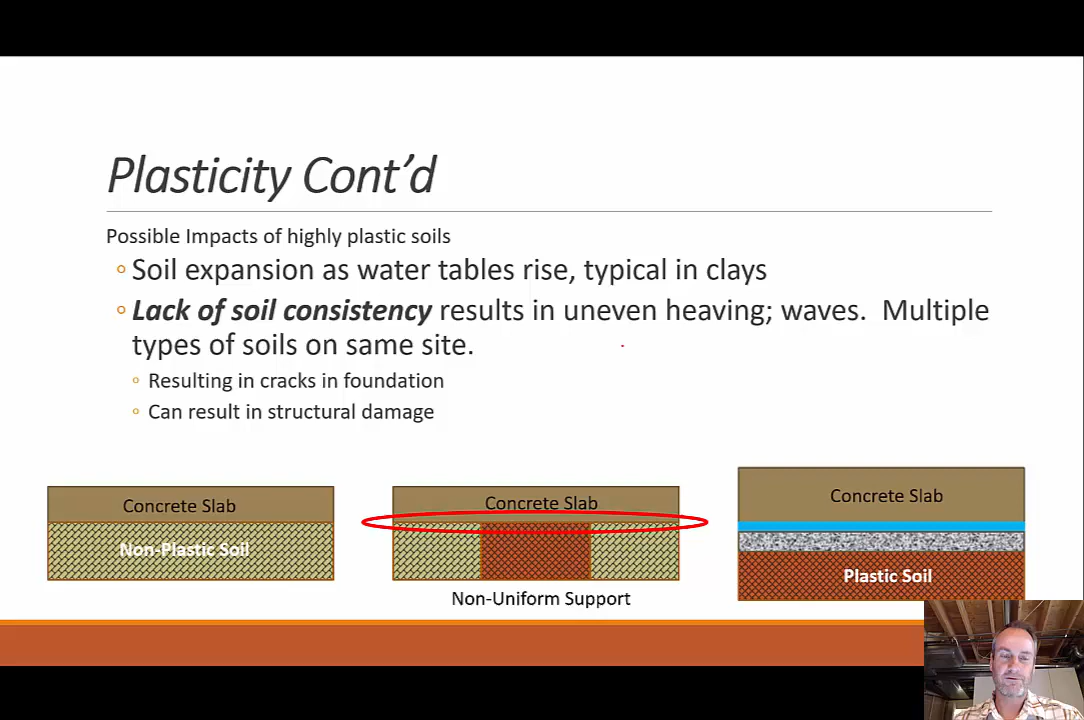 Plasticity Cont’d
Possible Impacts of highly plastic soils
Soil expansion as water tables rise, typical in clays
Lack of soil consistency results in uneven heaving; waves.  Multiple
types of soils on same site.
Resulting in cracks in foundation
Can result in structural damage
Concrete Slab
Non-Plastic Soil
Concrete Slab
Non-Uniform Support
Concrete Slab
Plastic Soil